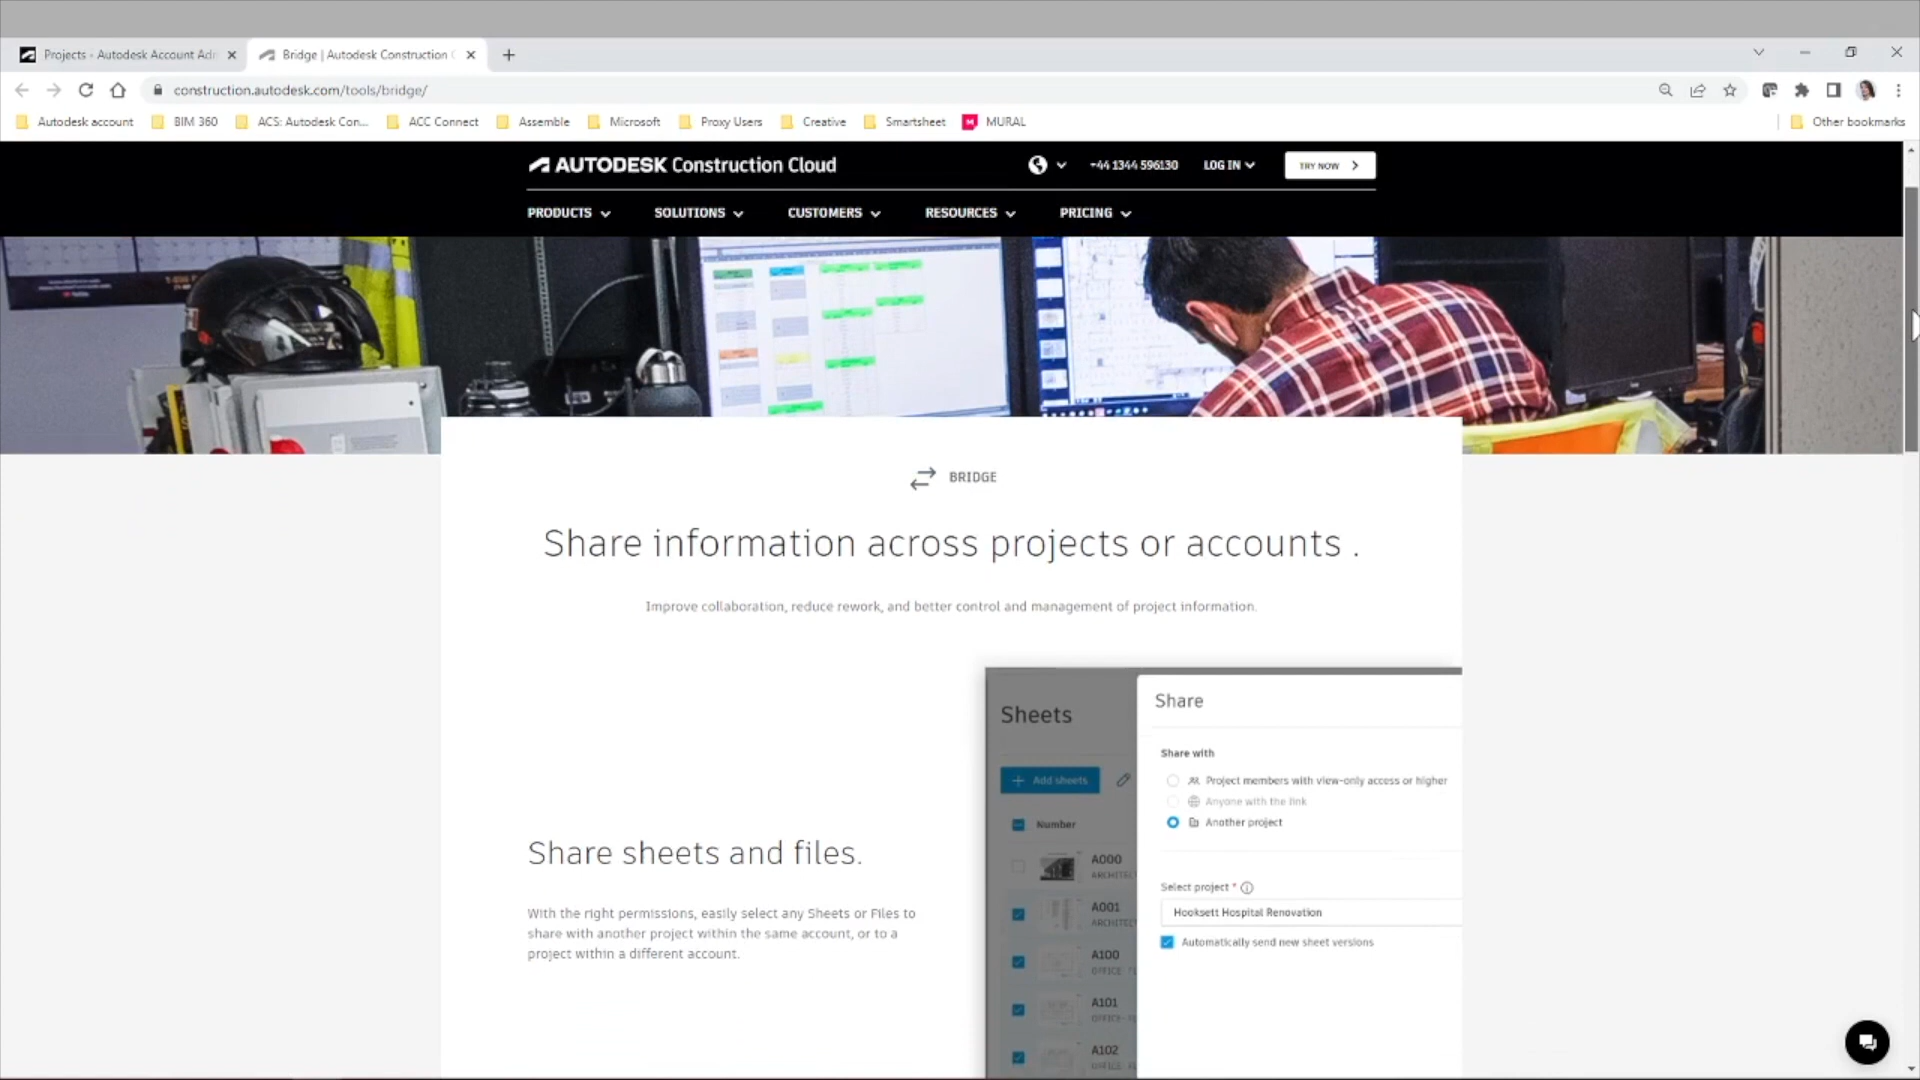 Projects - Autodesk Account Adr
Bridge | Autodesk Construction C
construction.autodesk.com/tools/bridge/
Autodesk account
BIM 360
ACS: Autodesk Con...
ACC Connect
Assemble
Microsoft
Proxy Users
Creative
Smartsheet
MURAL
Other bookmarks
AUTODESK Construction Cloud
+44 1344 596130
LOG IN
TRY NOW
PRODUCTS
SOLUTIONS
CUSTOMERS
RESOURCES
PRICING
BRIDGE
Share information across projects or accounts .
Improve collaboration, reduce rework, and better control and management of project information.
Share sheets and files.
With the right permissions, easily select any Sheets or Files to
share with another project within the same account, or to a
project within a different account.
Sheets
Add sheets
Number
A000
ARCHITECT
A001
ARCHITECT
A100
OFFICE-FL
A101
OFFICE-FL
A102
Share
Share with
Project members with view-only access or higher
Anyone with the link
Another project
Select project *
Hooksett Hospital Renovation
Automatically send new sheet versions